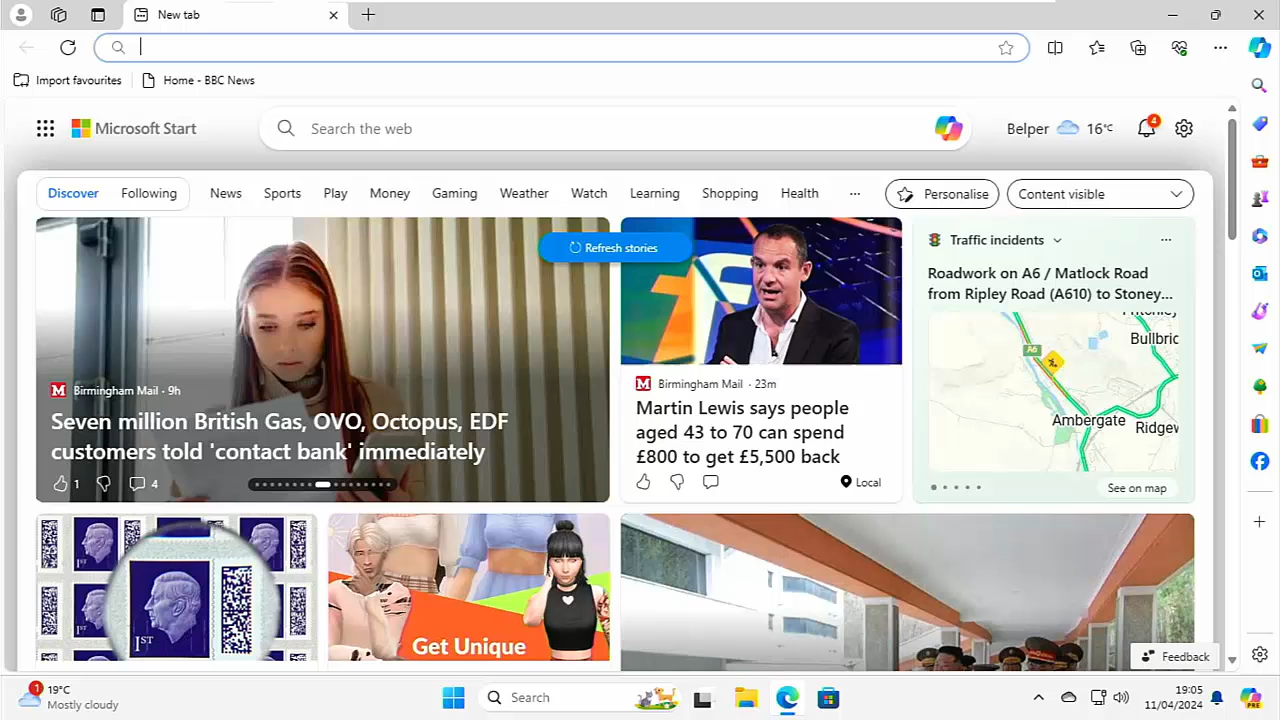 New tab
Import favourites
Home - BBC News
Microsoft Start
Search the web
Belper
16°C
4
Discover
Following
News
Sports
Play
Money
Gaming
Weather
Watch
Learning
Shopping
Health
Personalise
Content visible
Refresh stories
Birmingham Mail · 9h
Seven million British Gas, OVO, Octopus, EDF
customers told 'contact bank' immediately
1
4
Birmingham Mail · 23m
Martin Lewis says people
aged 43 to 70 can spend
£800 to get £5,500 back
Local
Traffic incidents
Roadwork on A6 / Matlock Road
from Ripley Road (A610) to Stoney...
A6
Bullbric
Ambergate
Ridgew
See on map
1ST
Get Unique
Feedback
1
19°C
Mostly cloudy
Search
19:05
11/04/2024
PRE